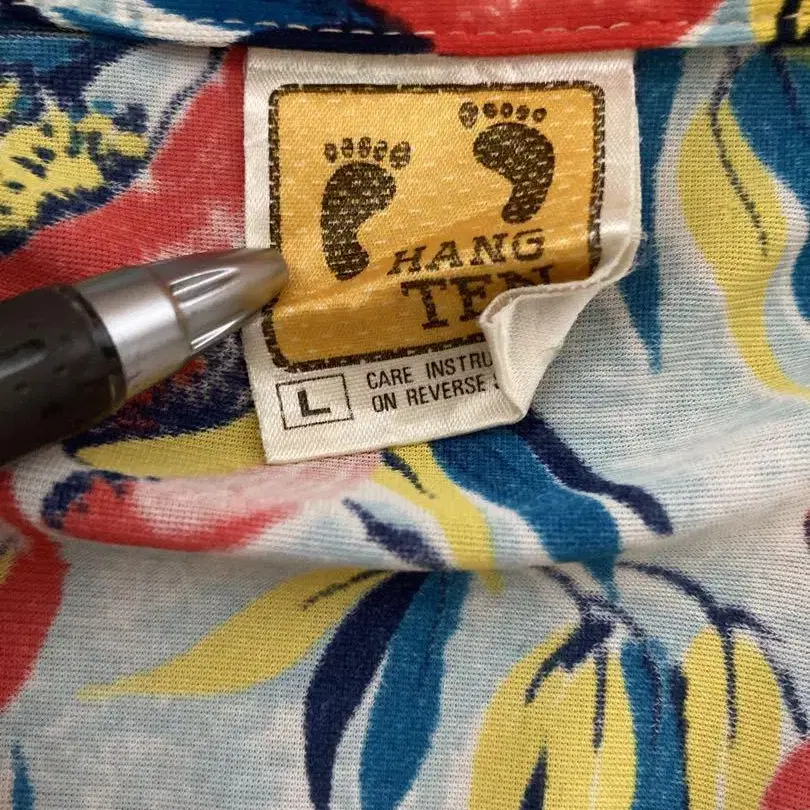 HANG
TEN
L
CARE INSTRU
ON REVERSE